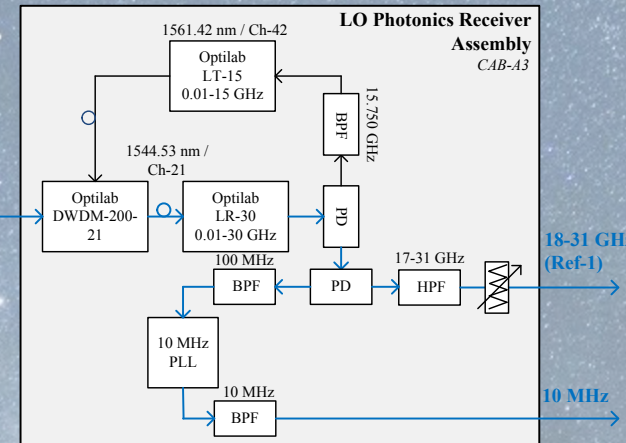 LO Photonics Receiver
Assembly
CAB-A3
1561.42 nm / Ch-42
Optilab
LT-15
0.01-15 GHz
BPF
15.750 GHz
1544.53 nm /
Ch-21
Optilab
DWDM-200-
21
Optilab
LR-30
0.01-30 GHz
PD
18-31 GH
(Ref-1)
100 MHz
BPF
PD
17-31 GHz
HPF
10 MHz
PLL
10 MHz
BPF
10 MHz